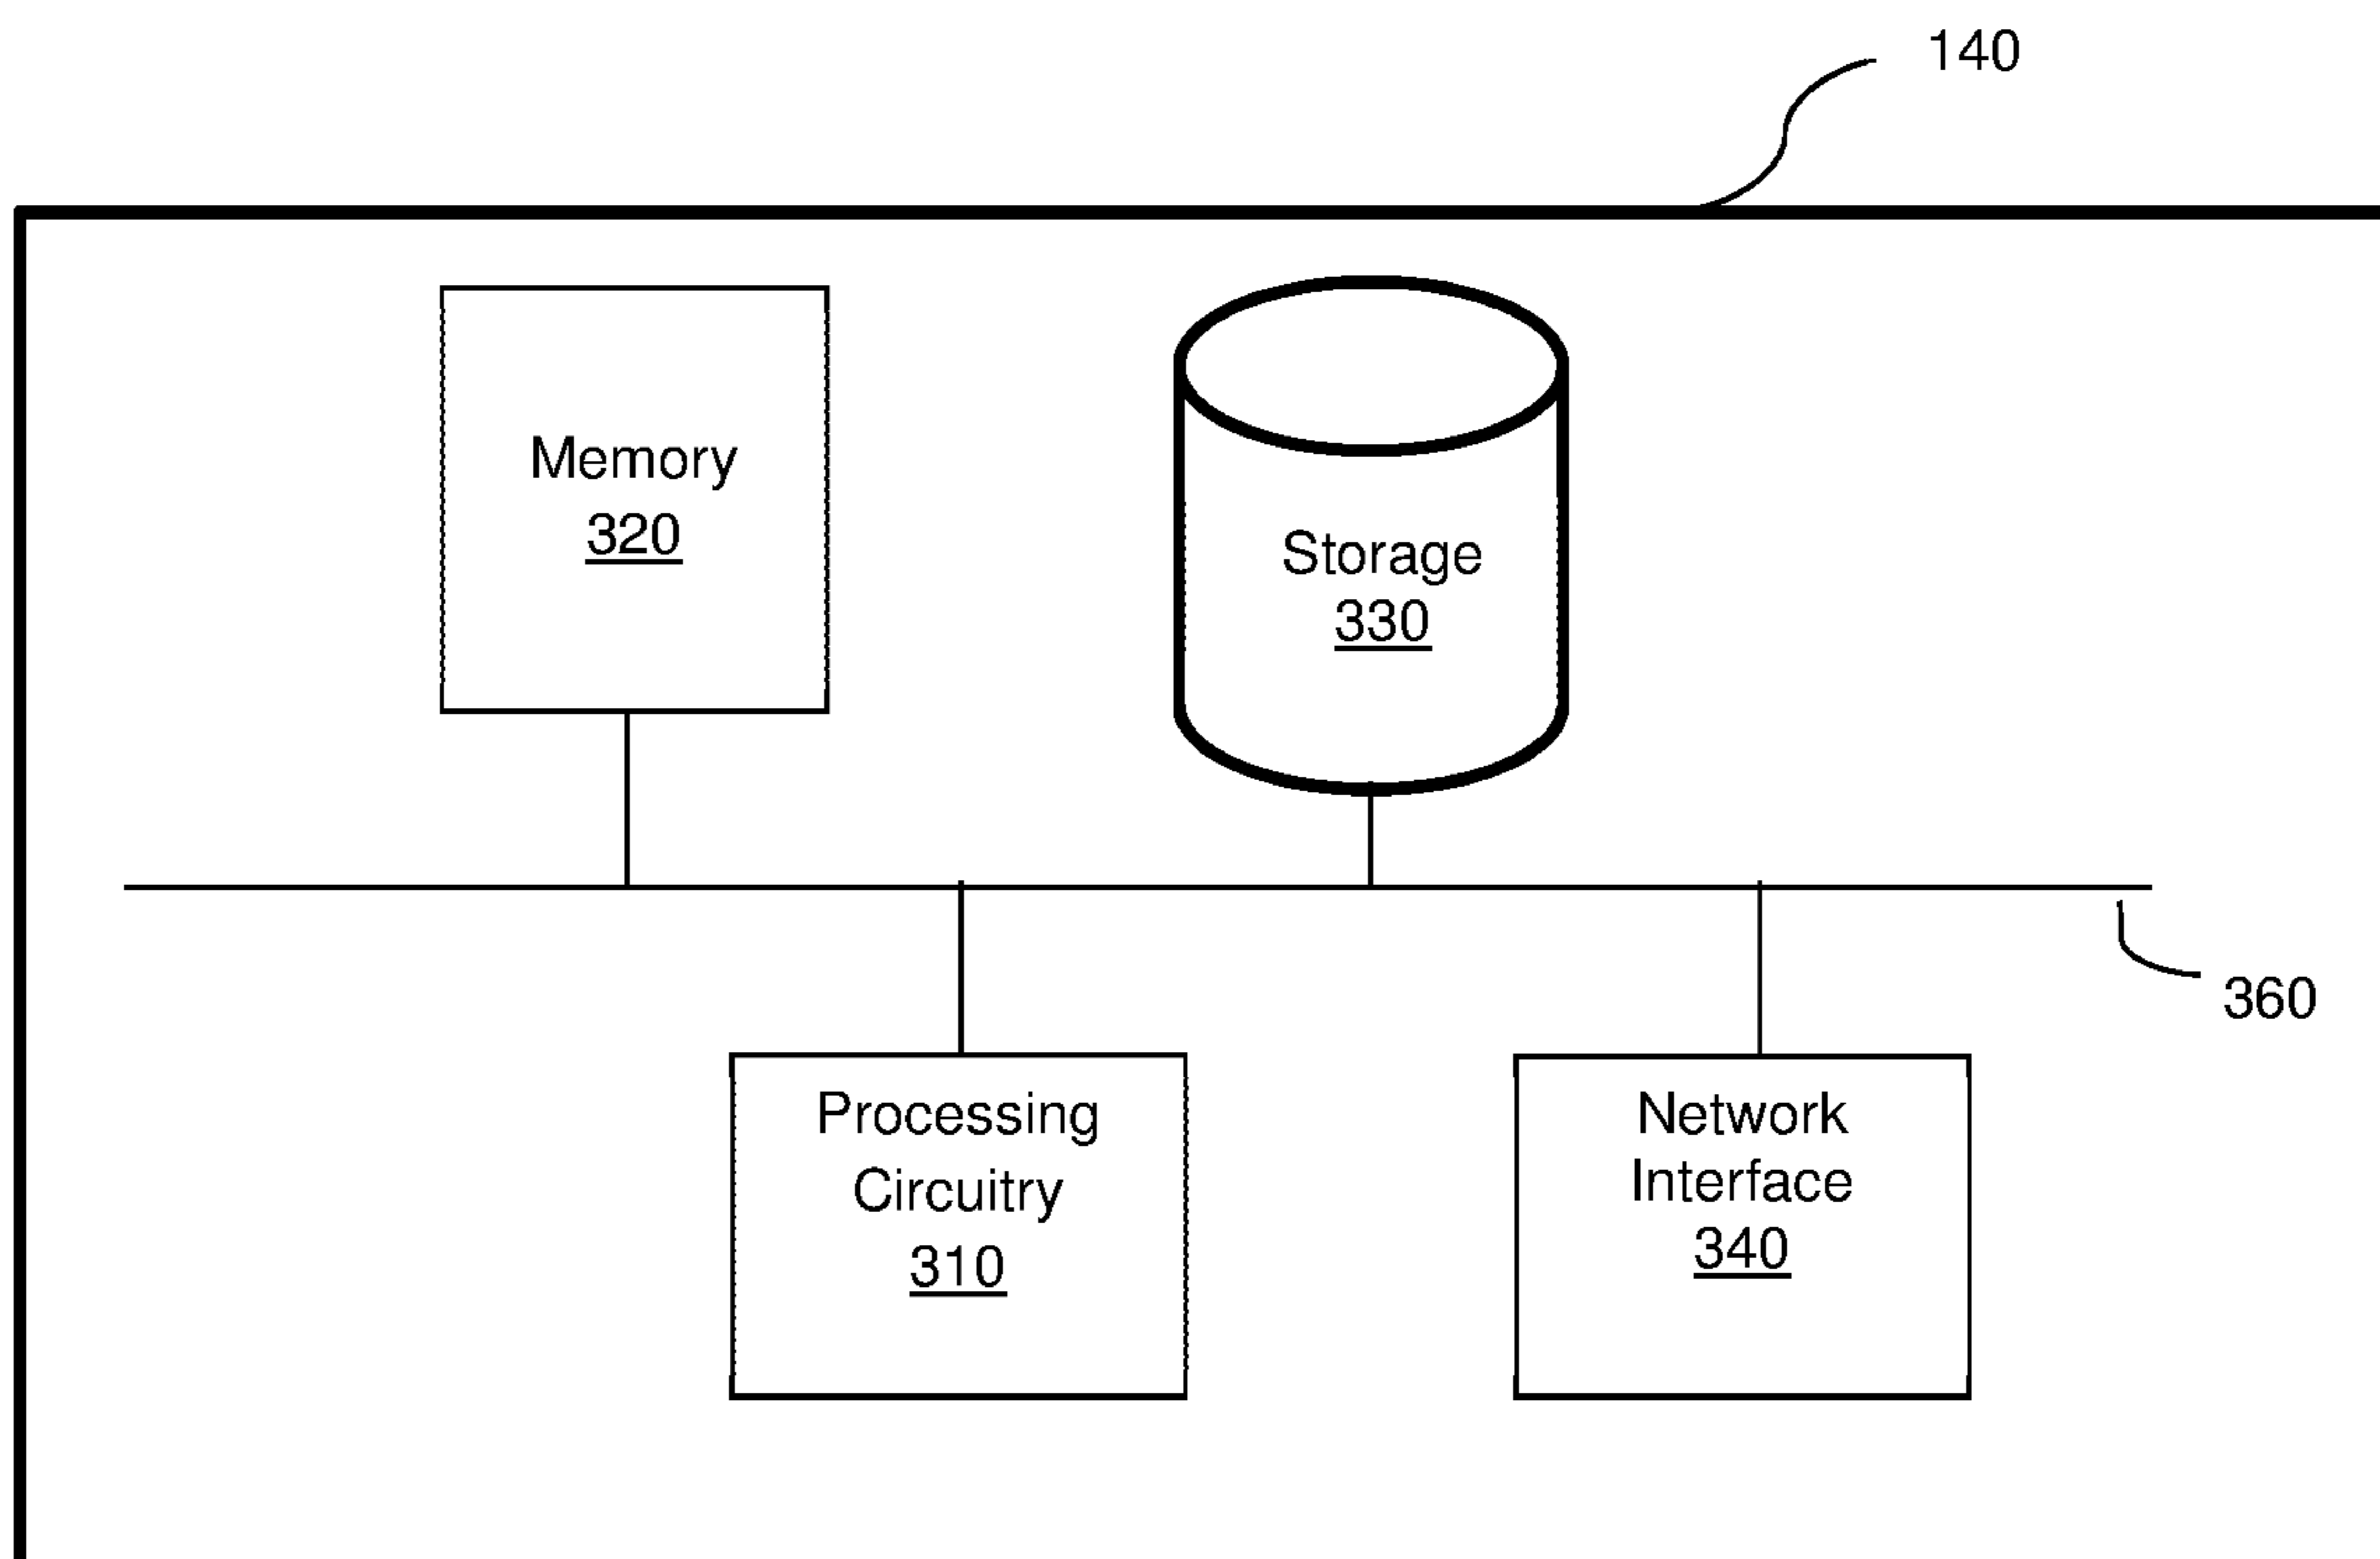 140
Memory
320
Storage
330
360
Processing
Circuitry
310
Network
Interface
340